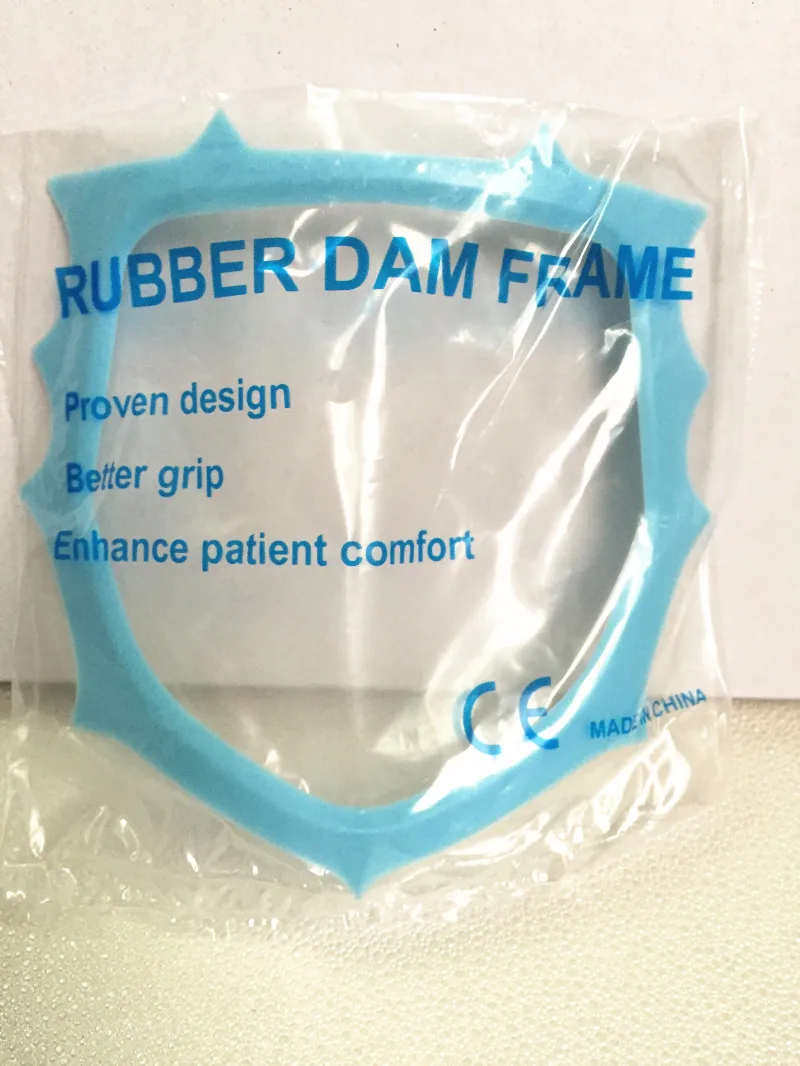 RUBBER DAM FRAME
Proven design
Better grip
Enhance patient comfort
CE
MADE IN CHINA